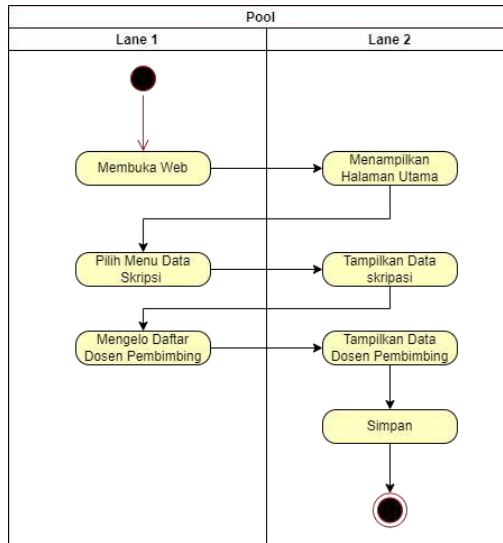 Pool
Lane 1
Lane 2
Membuka Web
Menampilkan
Halaman Utama
Pilih Menu Data
Skripsi
Tampilkan Data
skripasi
Mengelo Daftar
Dosen Pembimbing
Tampilkan Data
Dosen Pembimbing
Simpan